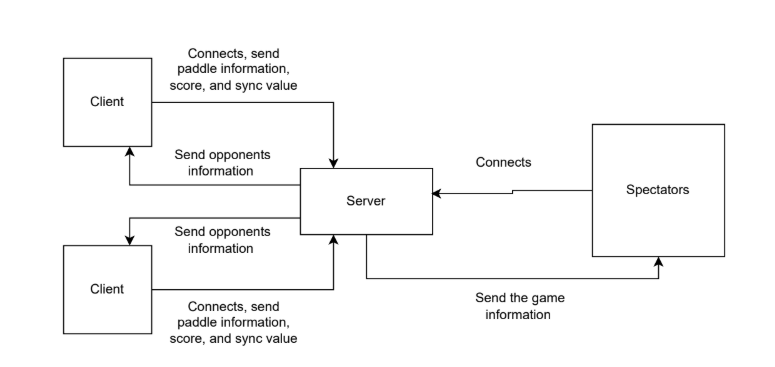 Connects, send
paddle information,
score, and sync value
Client
Send opponents
information
Connects
Spectators
Server
Send opponents
information
Client
Connects, send
paddle information,
score, and sync value
Send the game
information